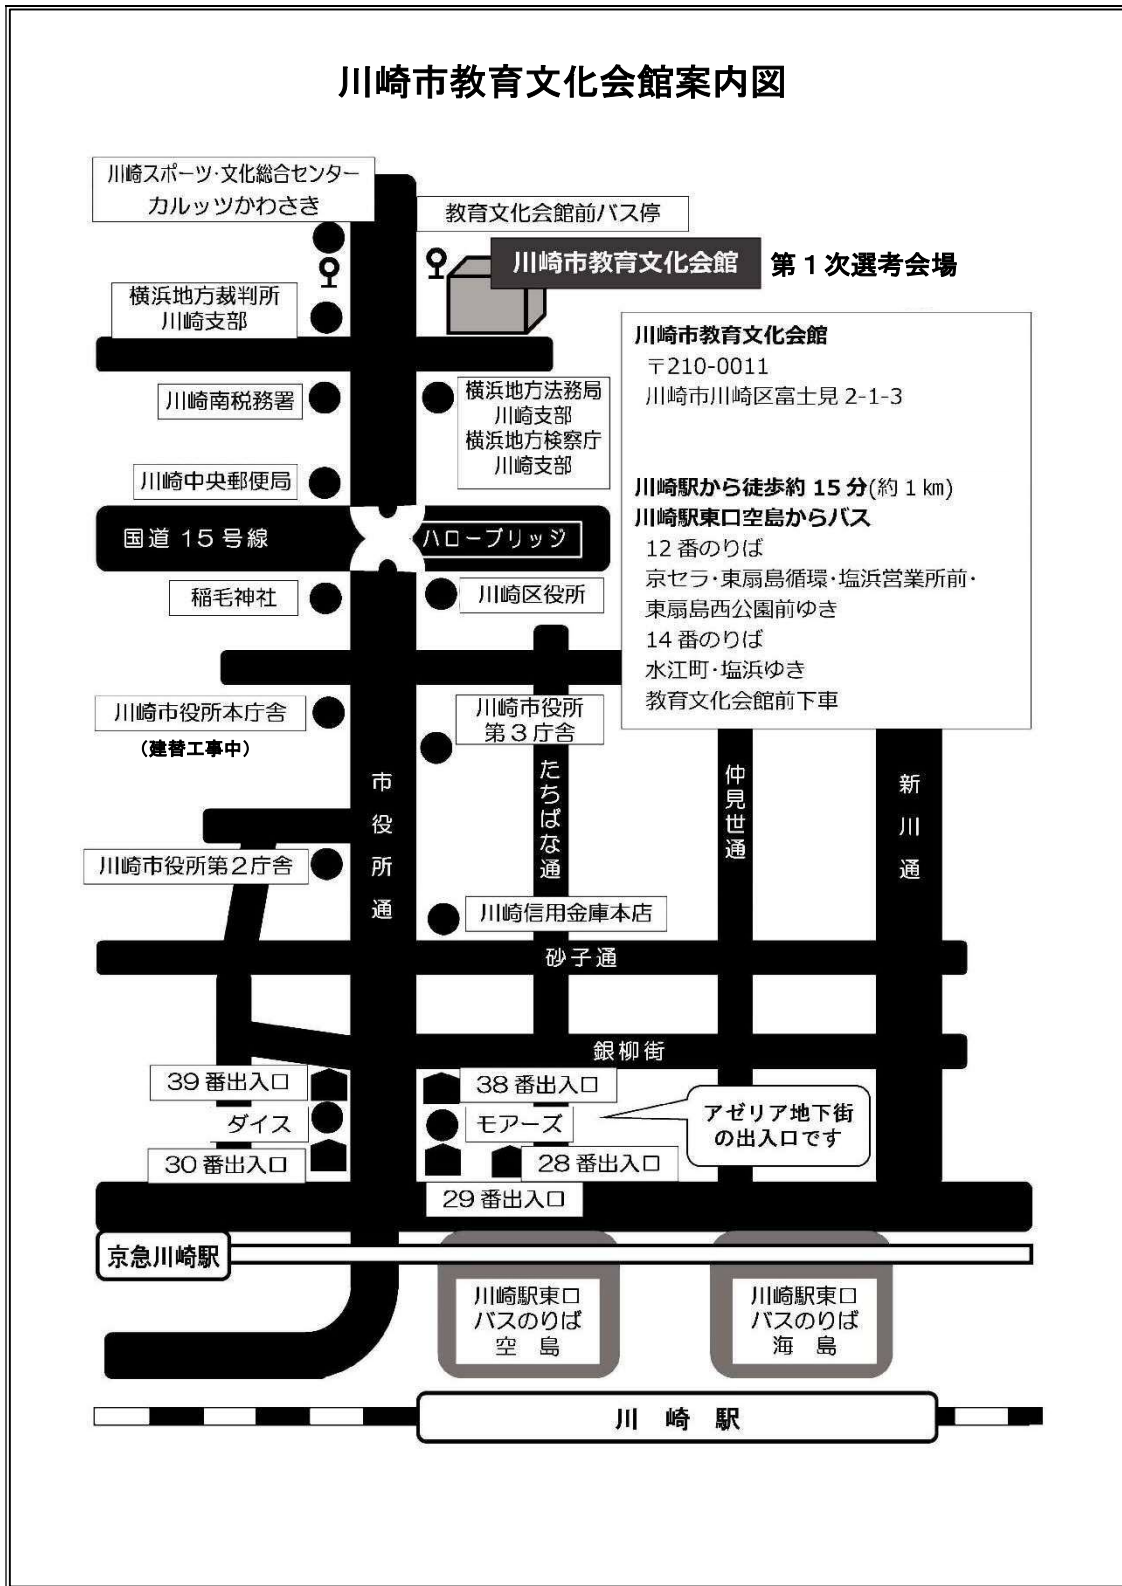 川崎市教育文化会館案内図
川崎スポーツ・文化総合センター
カルッツかわさき
教育文化会館前バス停
川崎市教育文化会館
第1次選考会場
横浜地方裁判所
川崎支部
川崎市教育文化会館
〒210-0011
川崎市川崎区富士見 2-1-3
川崎南税務署
横浜地方法務局
川崎支部
横浜地方検察庁
川崎支部
川崎中央郵便局
川崎駅から徒歩約 15 分(約 1 ㎞)
川崎駅東口空島からバス
12 番のりば
京セラ・東扇島循環・塩浜営業所前・
東扇島西公園前ゆき
14 番のりば
水江町・塩浜ゆき
教育文化会館前下車
国道 15 号線
ハローブリッジ
稲毛神社
川崎区役所
川崎市役所本庁舎
（建替工事中）
川崎市役所
第3庁舎
市役所通
たちばな通
仲見世通
新川通
川崎市役所第2庁舎
川崎信用金庫本店
砂子通
銀柳街
39 番出入口
38 番出入口
ダイス
モアーズ
アゼリア地下街
の出入口です
30 番出入口
28 番出入口
29 番出入口
京急川崎駅
川崎駅東口
バスのりば
空 島
川崎駅東口
バスのりば
海 島
川 崎 駅